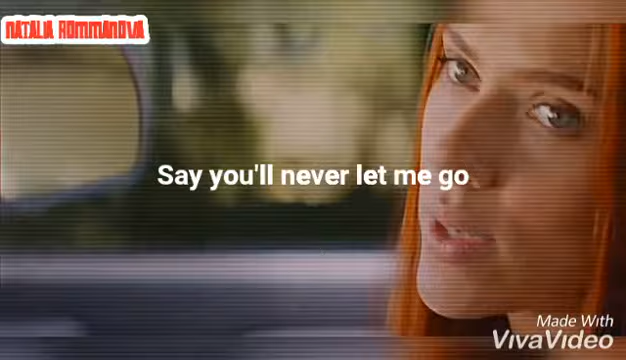 NATALIA ROMMANOVA
Say you'll never let me go
Made With
VivaVideo